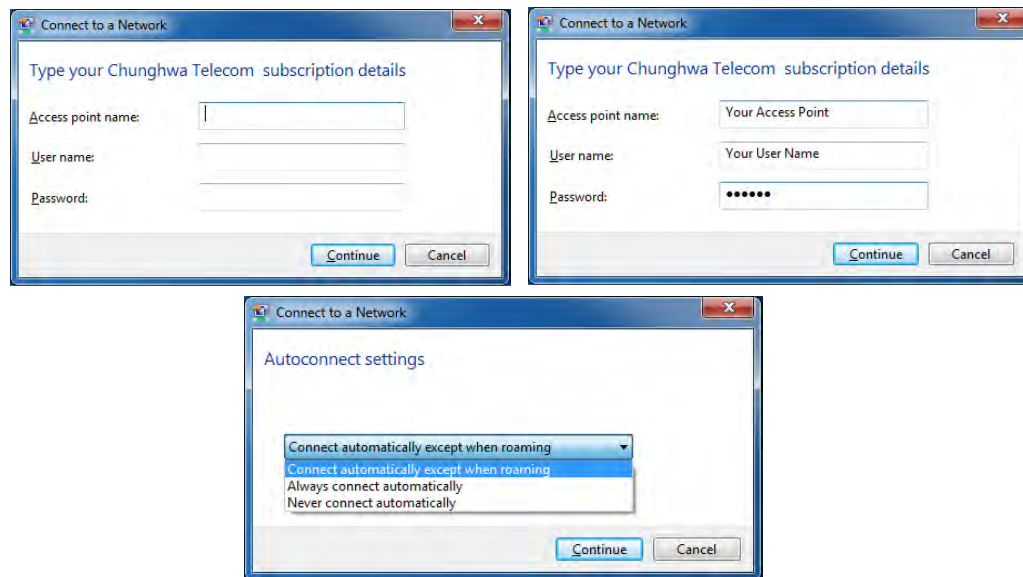 Connect to a Network
Type your Chunghwa Telecom subscription details
Access point name:
User name:
Password:
Continue
Cancel
Connect to a Network
Type your Chunghwa Telecom subscription details
Access point name:
Your Access Point
User name:
Your User Name
Password:
••••••
Continue
Cancel
Connect to a Network
Autoconnect settings
Connect automatically except when roaming
Connect automatically except when roaming
Always connect automatically
Never connect automatically
Continue
Cancel